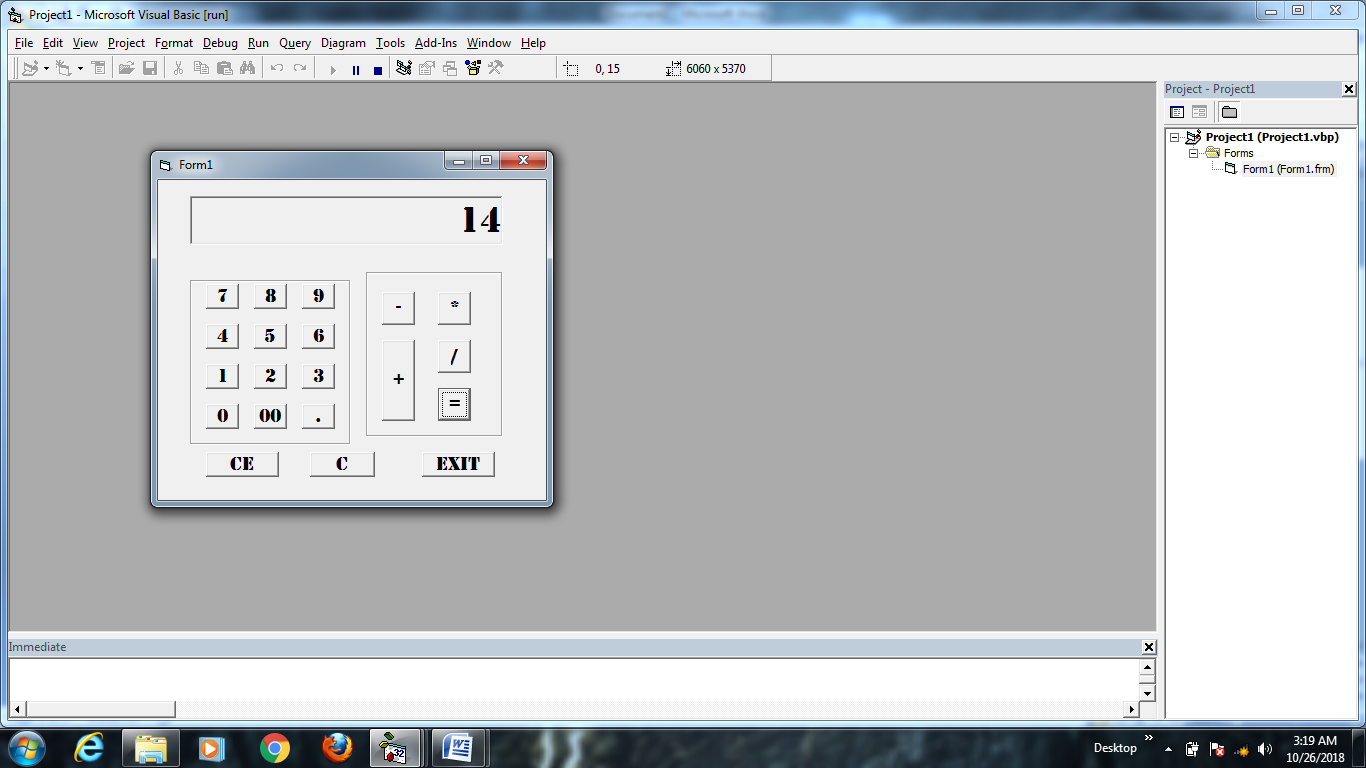 Project1 - Microsoft Visual Basic [run]
File Edit View Project Format Debug Run Query Diagram Tools Add-Ins Window Help
0, 15 6060 x 5370
Project - Project1
Project1 (Project1.vbp)
Forms
Form1 (Form1.frm)
Form1
14
7 8 9 - *
4 5 6 /
1 2 3 +
0 00 . =
CE C EXIT
Immediate
32
Desktop »
3:19 AM
10/26/2018